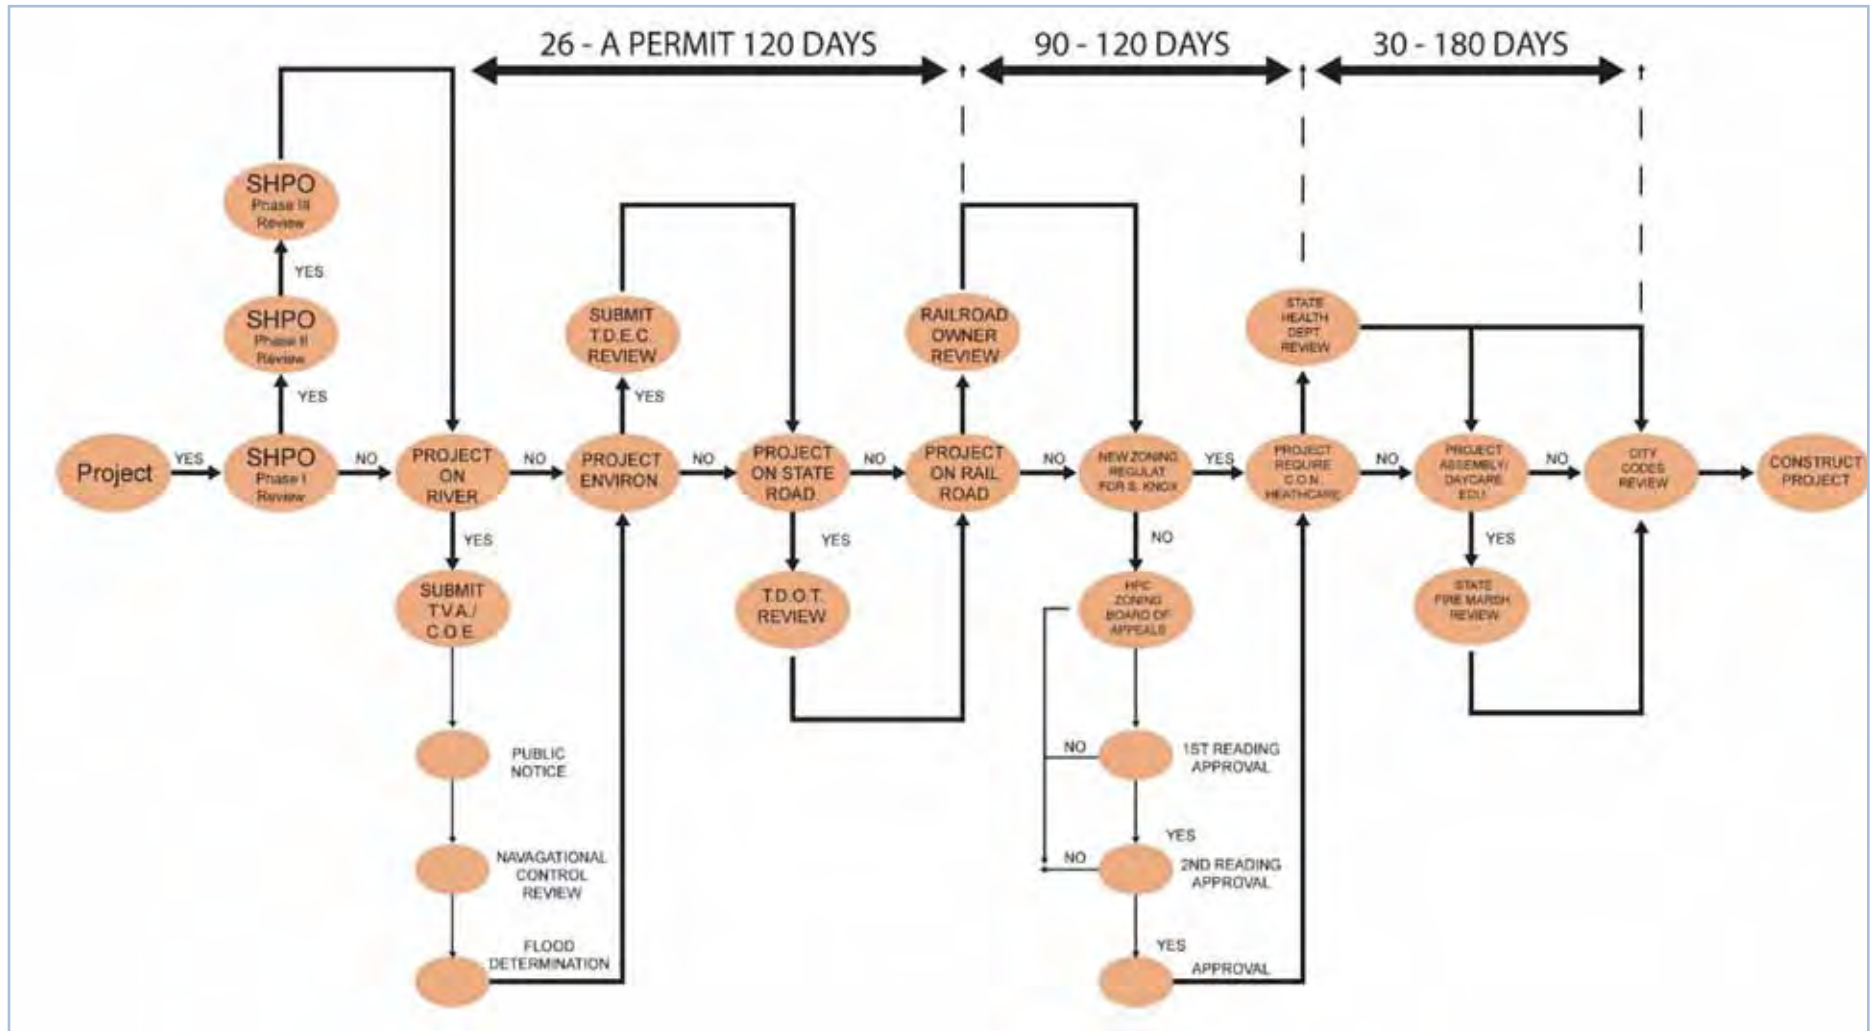 26 - A PERMIT 120 DAYS
90 - 120 DAYS
30 - 180 DAYS
SHPO
Phase III
Review
YES
SHPO
Phase II
Review
YES
SUBMIT
T.D.E.C.
REVIEW
YES
RAILROAD
OWNER
REVIEW
STATE
HEALTH
DEPT
REVIEW
Project
YES
SHPO
Phase I
Review
NO
PROJECT
ON
RIVER
NO
PROJECT
ENVIRON
NO
PROJECT
ON STATE
ROAD
NO
PROJECT
ON RAIL
ROAD
NO
NEW ZONING
REGULAT
FOR S. KNOX
YES
PROJECT
REQUIRE
C.O.N.
HEATHCARE
NO
PROJECT
ASSEMBLY/
DAYCARE
EDU.
NO
CITY
CODES
REVIEW
CONSTRUCT
PROJECT
YES
SUBMIT
T.V.A./
C.O.E.
PUBLIC
NOTICE
NAVAGATIONAL
CONTROL
REVIEW
FLOOD
DETERMINATION
YES
T.D.O.T.
REVIEW
NO
ZONING
BOARD OF
APPEALS
NO
1ST READING
APPROVAL
YES
NO
2ND READING
APPROVAL
YES
APPROVAL
YES
STATE
FIRE MARSH
REVIEW